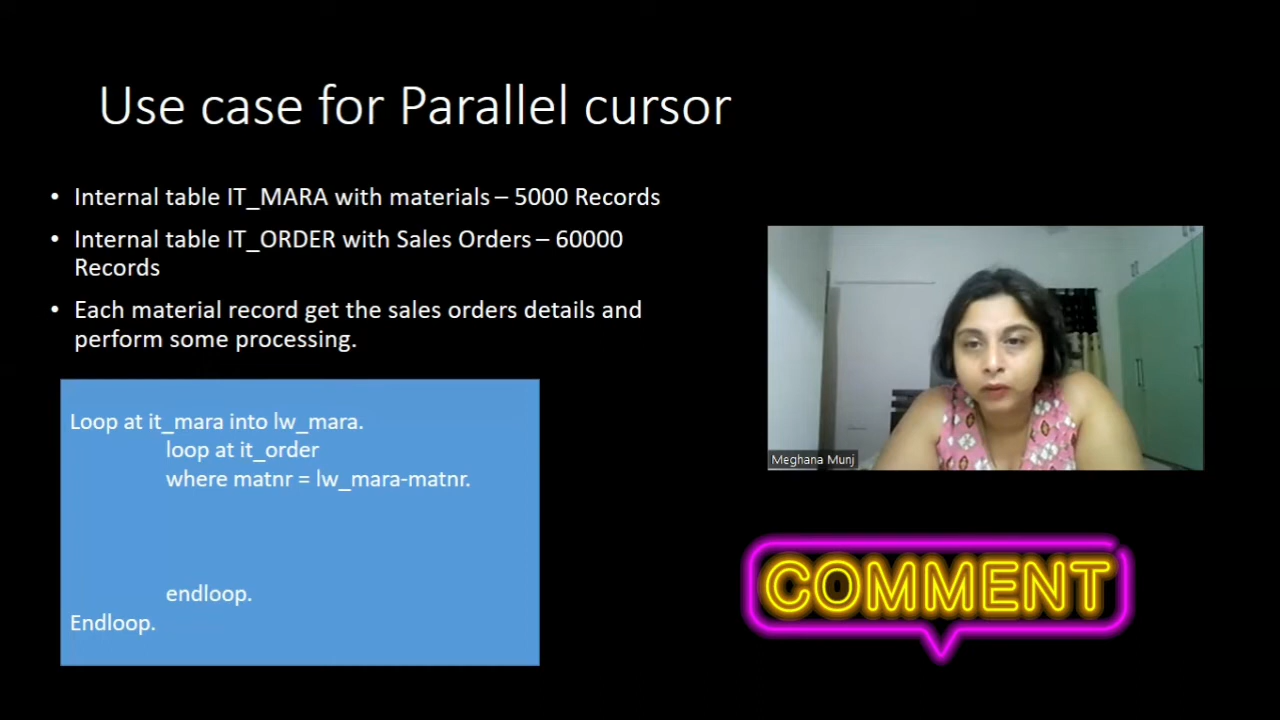 Use case for Parallel cursor
• Internal table IT_MARA with materials – 5000 Records
• Internal table IT_ORDER with Sales Orders – 60000
Records
• Each material record get the sales orders details and
perform some processing.
Loop at it_mara into lw_mara.
loop at it_order
where matnr = lw_mara-matnr.
endloop.
Endloop.
Meghana Munj
COMMENT